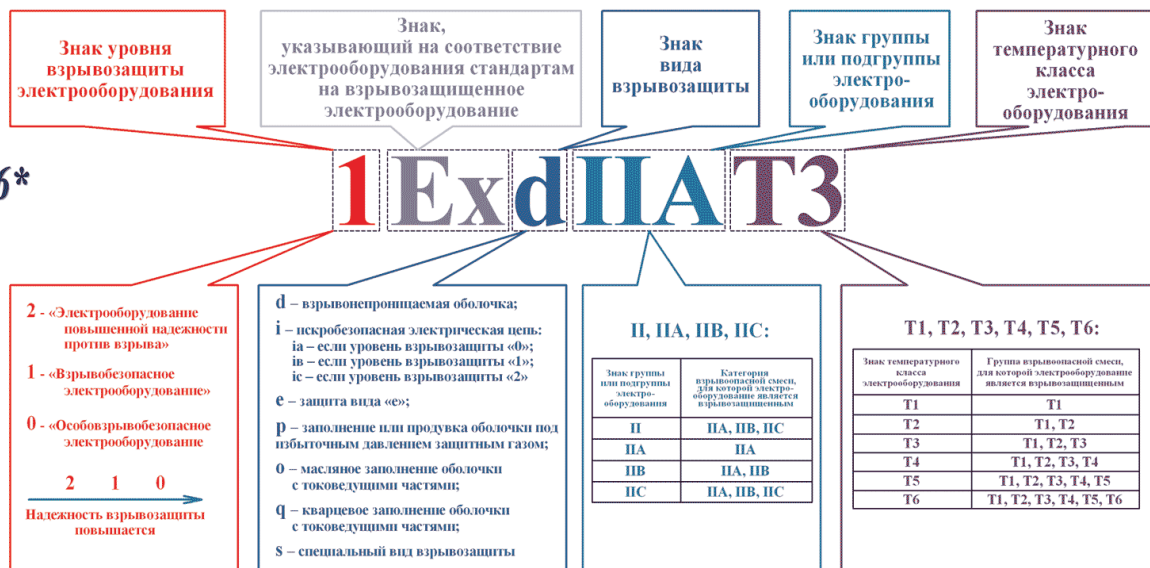 Знак уровня
взрывозащиты
электрооборудования
Знак,
указывающий на соответствие
электрооборудования стандартам
на взрывозащищенное
электрооборудование
Знак
вида
взрывозащиты
Знак группы
или подгруппы
электро-
оборудования
Знак
температурного
класса
электро-
оборудования
6*
1ExdIIAT3
2 - «Электрооборудование
повышенной надежности
против взрыва»
1 - «Взрывобезопасное
электрооборудование»
0 - «Особовзрывобезопасное
электрооборудование
2 1 0
Надежность взрывозащиты
повышается
d – взрывонепроницаемая оболочка;
i – искробезопасная электрическая цепь:
ia – если уровень взрывозащиты «0»;
iв – если уровень взрывозащиты «1»;
ic – если уровень взрывозащиты «2»
e – защита вида «е»;
p – заполнение или продувка оболочки под
избыточным давлением защитным газом;
o – масляное заполнение оболочки
с токоведущими частями;
q – кварцевое заполнение оболочки
с токоведущими частями;
s – специальный вид взрывозащиты
II, IIA, IIB, IIC:
Знак группы
или подгруппы
электро-
оборудования
Категория
взрывоопасной смеси,
для которой электро-
оборудование является
взрывозащищенным
II IIA, IIB, IIC
IIA IIA
IIB IIA, IIB
IIC IIA, IIB, IIC
T1, T2, T3, T4, T5, T6:
Знак температурного
класса
электрооборудования
Группа взрывоопасной смеси,
для которой электрооборудование
является взрывозащищенным
T1 T1
T2 T1, T2
T3 T1, T2, T3
T4 T1, T2, T3, T4
T5 T1, T2, T3, T4, T5
T6 T1, T2, T3, T4, T5, T6